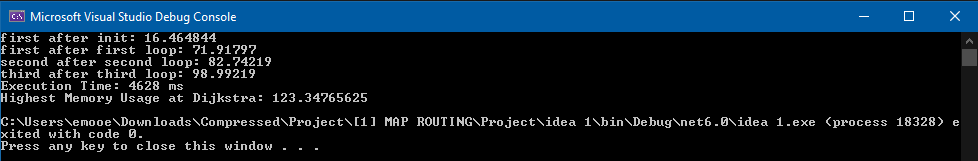 Microsoft Visual Studio Debug Console
first after init: 16.464844
first after first loop: 71.91797
second after second loop: 82.74219
third after third loop: 98.99219
Execution Time: 4628 ms
Highest Memory Usage at Dijkstra: 123.34765625
C:\Users\emooe\Downloads\Compressed\Project\[1] MAP ROUTING\Project\idea 1\bin\Debug\net6.0\idea 1.exe (process 18328) e
xited with code 0.
Press any key to close this window . . .